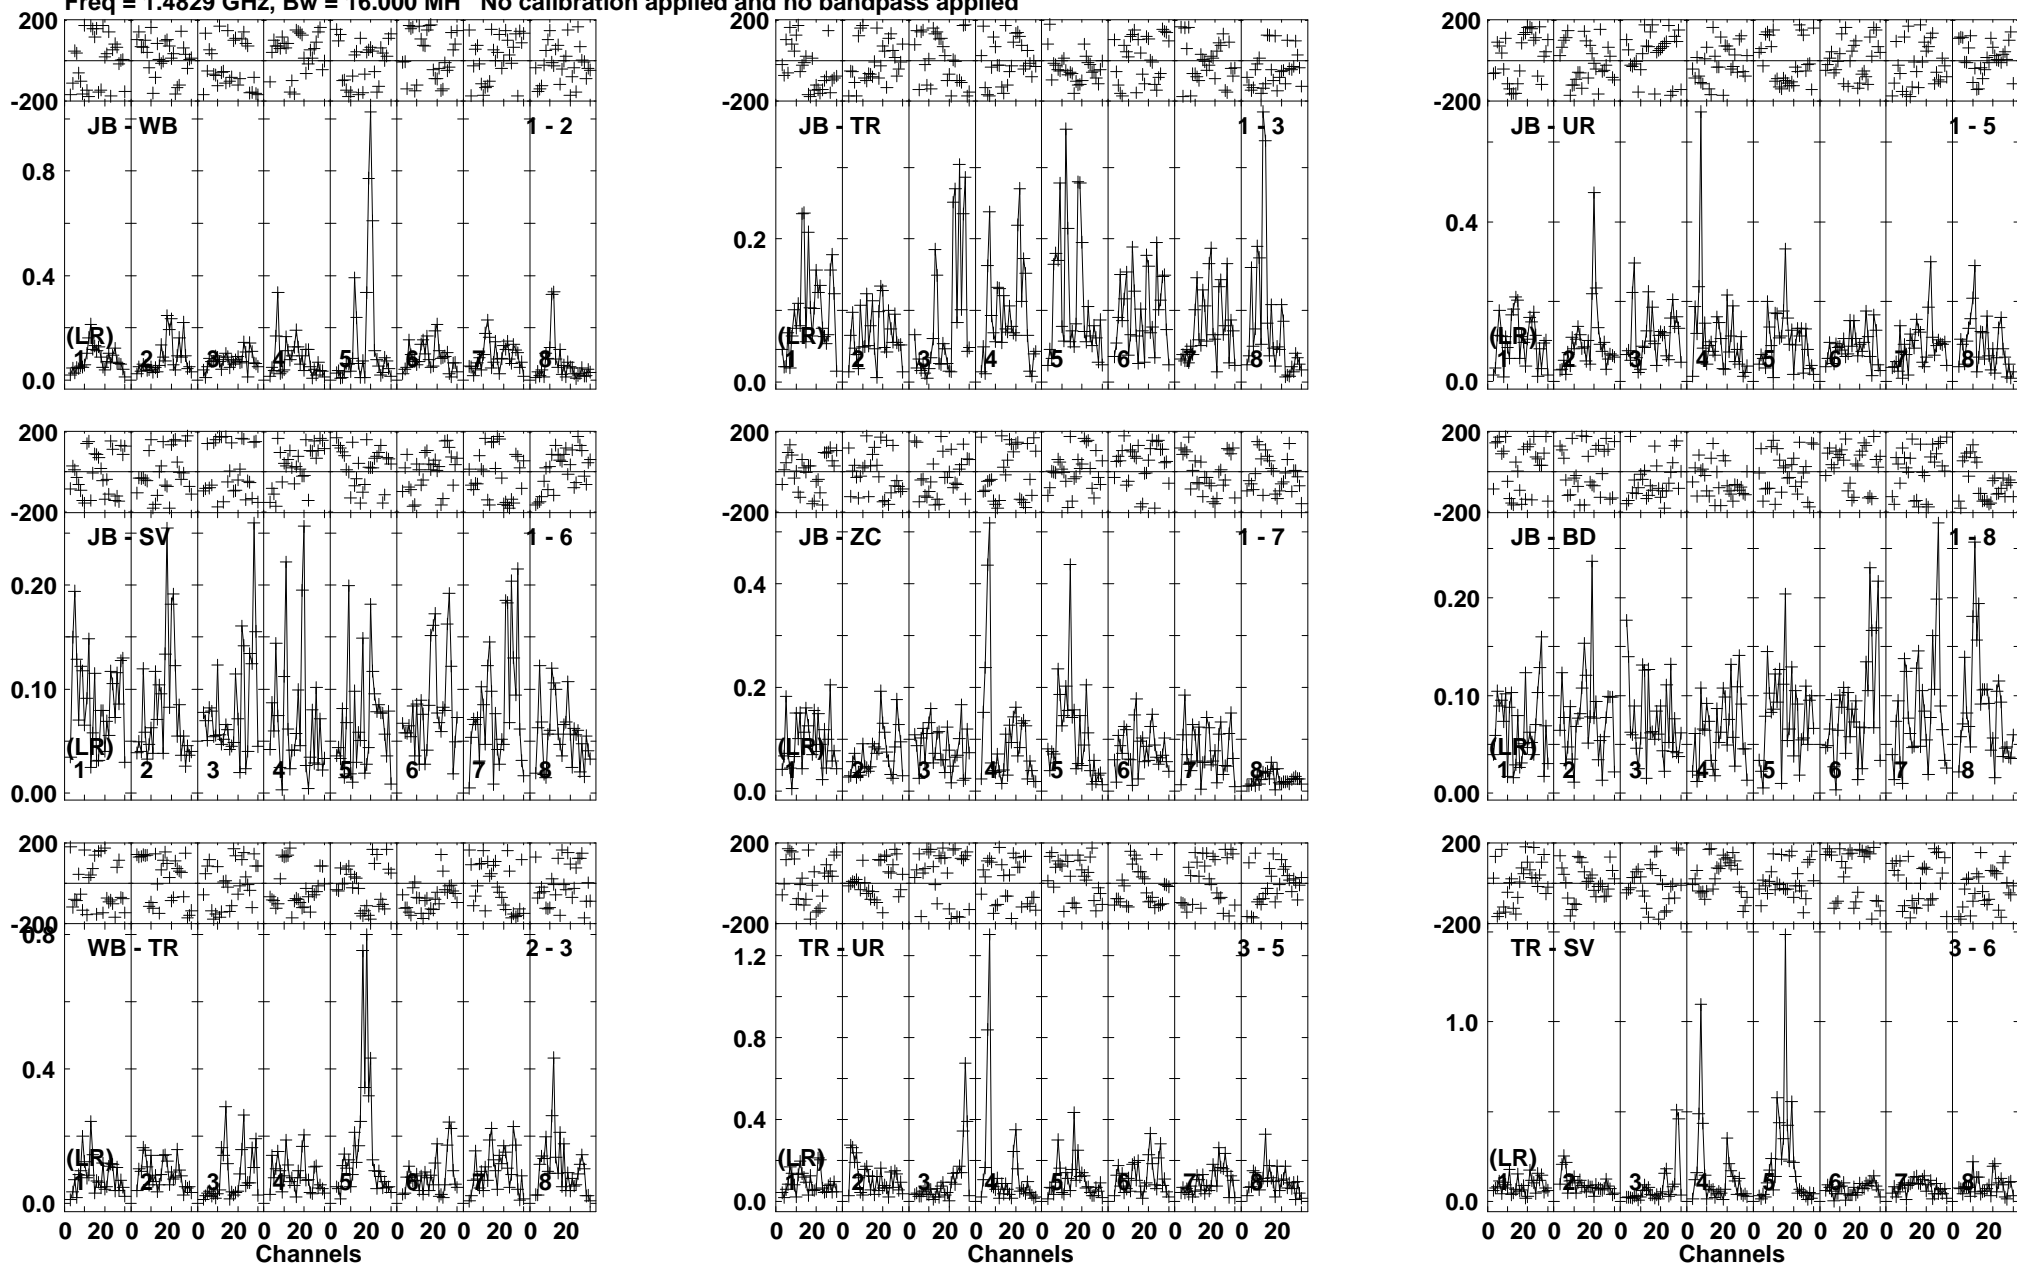 Freq = 1.4829 GHz, Bw = 16.000 MH No calibration applied and no bandpass applied
200 200 200
-200 -200 -200
JB - WB 1 - 2 JB - TR 1 - 3 JB - UR 1 - 5
0.8
0.4
0.2
0.4
(LR) (LR) (LR)
1 2 3 4 5 6 7 8 1 2 3 4 5 6 7 8 1 2 3 4 5 6 7 8
0.0 0.0 0.0
200 200 200
-200 -200 -200
JB - SV 1 - 6 JB - ZC 1 - 7 JB - BD 1 - 8
0.20 0.4 0.20
0.10 0.2 0.10
(LR) (LR) (LR)
1 2 3 4 5 6 7 8 1 2 3 4 5 6 7 8 1 2 3 4 5 6 7 8
0.00 0.0 0.00
200 200 200
-200 -200 -200
0.8
WB - TR 2 - 3 TR - UR 3 - 5 TR - SV 3 - 6
1.2
1.0
0.8
0.4 0.4
(LR) (LR) (LR)
1 2 3 4 5 6 7 8 1 2 3 4 5 6 7 8 1 2 3 4 5 6 7 8
0.0 0.0 0.0
0 20 0 20 0 20 0 20 0 20 0 20 0 20 0 20 0 20 0 20 0 20 0 20 0 20 0 20 0 20 0 20 0 20 0 20 0 20 0 20 0 20 0 20 0 20 0 20
Channels Channels Channels